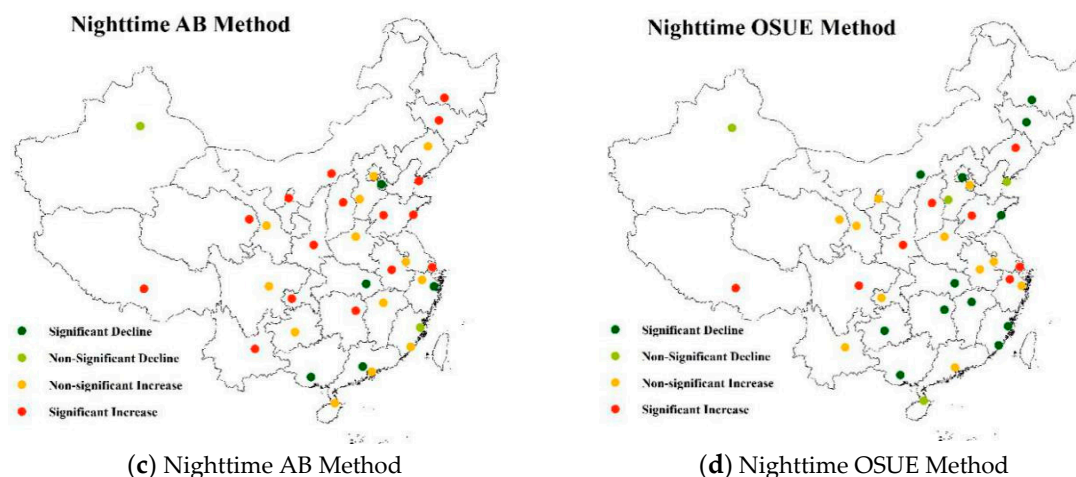 Nighttime AB Method
Significant Decline
Non-Significant Decline
Non-significant Increase
Significant Increase
(c) Nighttime AB Method
Nighttime OSUE Method
Significant Decline
Non-Significant Decline
Non-significant Increase
Significant Increase
(d) Nighttime OSUE Method